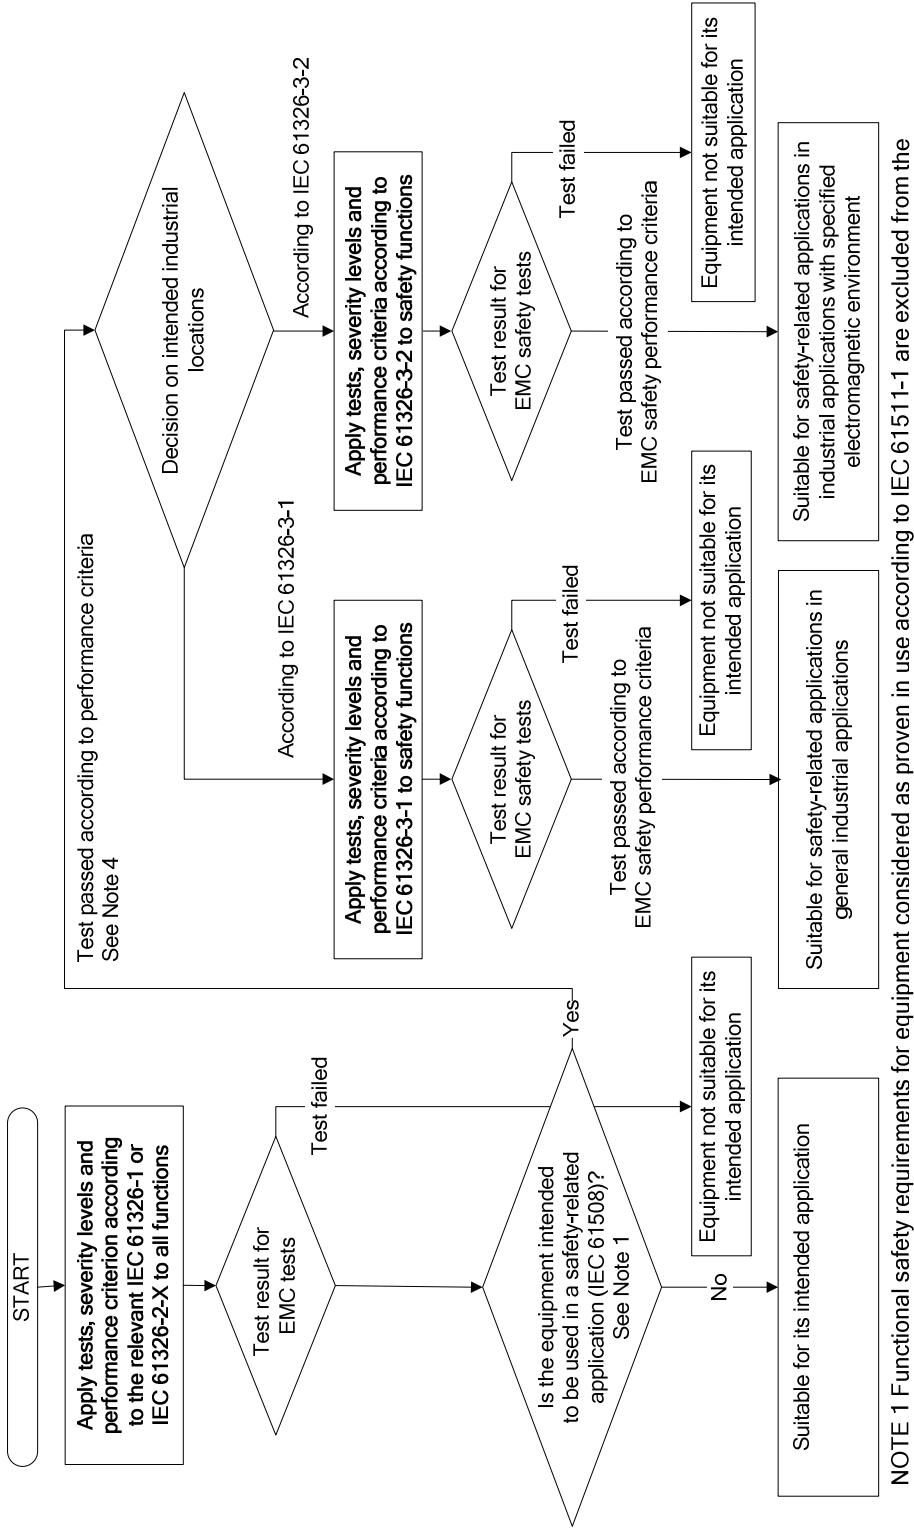 START
Apply tests, severity levels and
performance criterion according
to the relevant IEC 61326-1 or
IEC 61326-2-X to all functions
Test result for
EMC tests
Test failed
Is the equipment intended
to be used in a safety-related
application (IEC 61508)?
See Note 1
Yes
No
Equipment not suitable for its
intended application
Suitable for its intended application
Test passed according to performance criteria
See Note 4
Decision on intended industrial
locations
According to IEC 61326-3-1
Apply tests, severity levels and
performance criteria according to
IEC 61326-3-1 to safety functions
Test result for
EMC safety tests
Test failed
Test passed according to
EMC safety performance criteria
Equipment not suitable for its
intended application
Suitable for safety-related applications in
general industrial applications
According to IEC 61326-3-2
Apply tests, severity levels and
performance criteria according to
IEC 61326-3-2 to safety functions
Test result for
EMC safety tests
Test failed
Test passed according to
EMC safety performance criteria
Equipment not suitable for its
intended application
Suitable for safety-related applications in
industrial applications with specified
electromagnetic environment
NOTE 1 Functional safety requirements for equipment considered as proven in use according to IEC 61511-1 are excluded from the